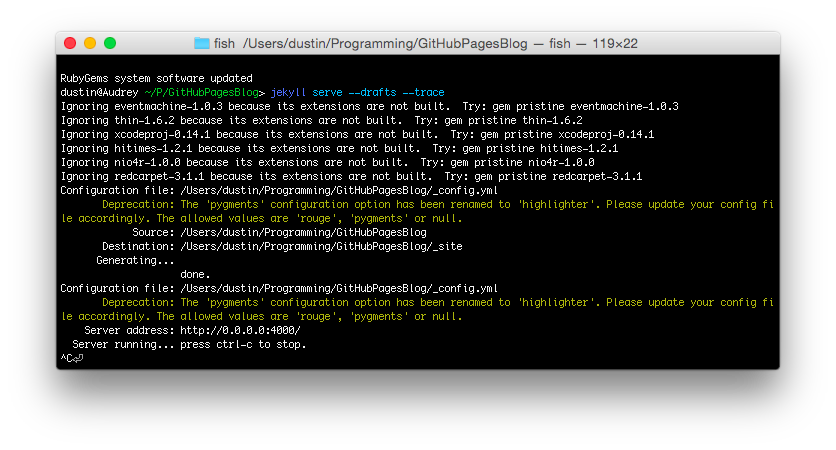 fish /Users/dustin/Programming/GitHubPagesBlog — fish — 119×22
RubyGems system software updated
dustin@Audrey ~/P/GitHubPagesBlog> jekyll serve --drafts --trace
Ignoring eventmachine-1.0.3 because its extensions are not built.  Try: gem pristine eventmachine-1.0.3
Ignoring thin-1.6.2 because its extensions are not built.  Try: gem pristine thin-1.6.2
Ignoring xcodeproj-0.14.1 because its extensions are not built.  Try: gem pristine xcodeproj-0.14.1
Ignoring hitimes-1.2.1 because its extensions are not built.  Try: gem pristine hitimes-1.2.1
Ignoring nio4r-1.0.0 because its extensions are not built.  Try: gem pristine nio4r-1.0.0
Ignoring redcarpet-3.1.1 because its extensions are not built.  Try: gem pristine redcarpet-3.1.1
Configuration file: /Users/dustin/Programming/GitHubPagesBlog/_config.yml
Deprecation: The 'pygments' configuration option has been renamed to 'highlighter'. Please update your config fi
le accordingly. The allowed values are 'rouge', 'pygments' or null.
Source: /Users/dustin/Programming/GitHubPagesBlog
Destination: /Users/dustin/Programming/GitHubPagesBlog/_site
Generating...
done.
Configuration file: /Users/dustin/Programming/GitHubPagesBlog/_config.yml
Deprecation: The 'pygments' configuration option has been renamed to 'highlighter'. Please update your config fi
le accordingly. The allowed values are 'rouge', 'pygments' or null.
Server address: http://0.0.0.0:4000/
Server running... press ctrl-c to stop.
^C⏎